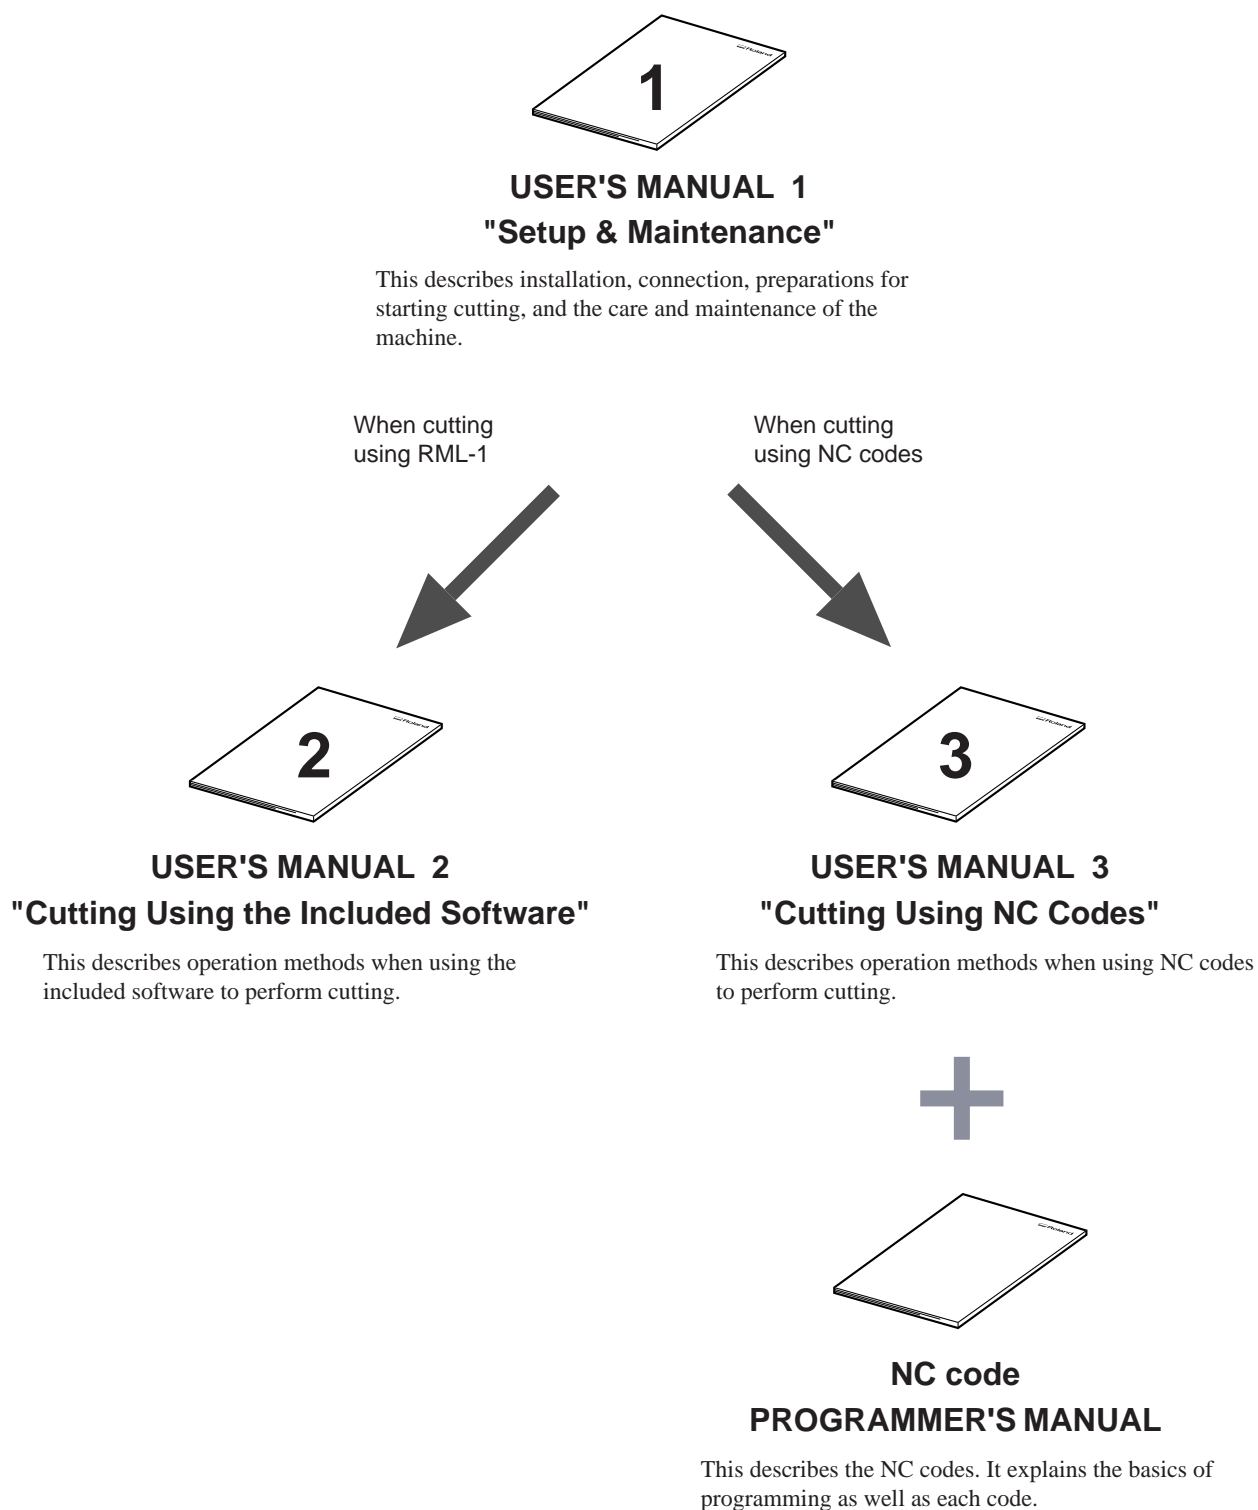 Roland
1
USER'S MANUAL 1
"Setup & Maintenance"
This describes installation, connection, preparations for
starting cutting, and the care and maintenance of the
machine.
When cutting
using RML-1
When cutting
using NC codes
Roland
2
USER'S MANUAL 2
"Cutting Using the Included Software"
This describes operation methods when using the
included software to perform cutting.
Roland
3
USER'S MANUAL 3
"Cutting Using NC Codes"
This describes operation methods when using NC codes
to perform cutting.
Roland
NC code
PROGRAMMER'S MANUAL
This describes the NC codes. It explains the basics of
programming as well as each code.